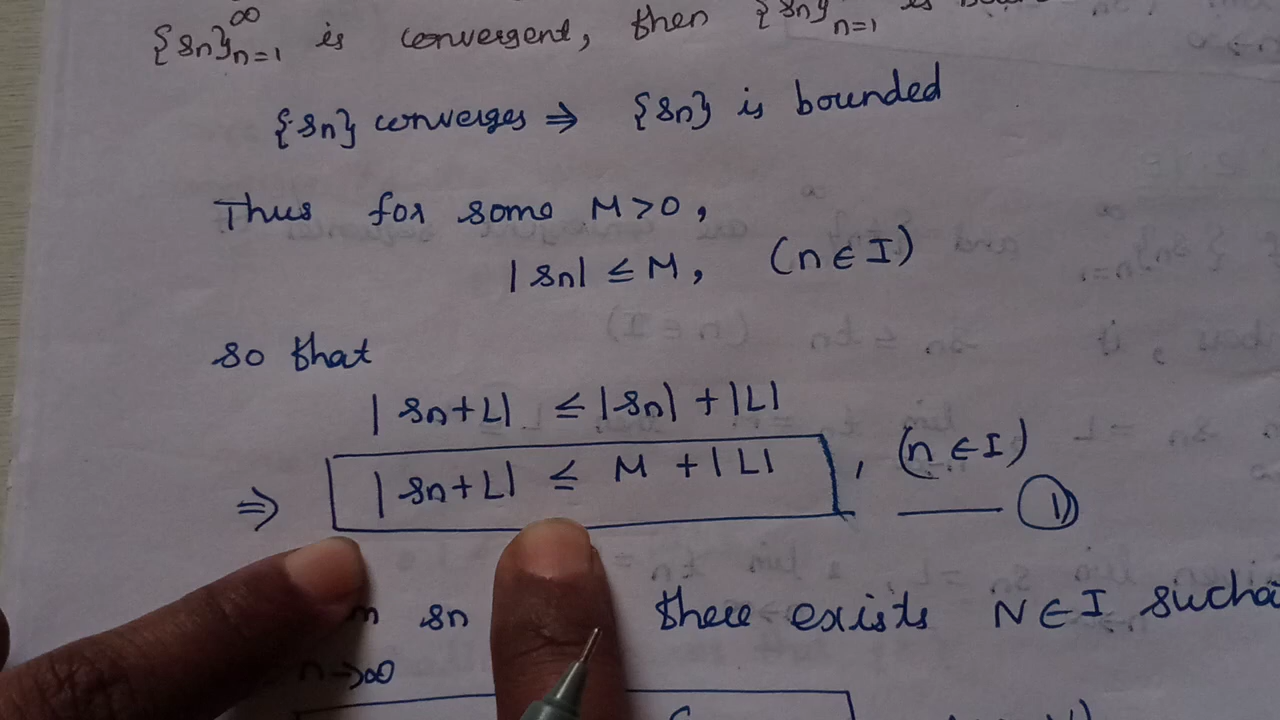 {sn}∞n=1 is convergent, then {sn}n=1 is
{sn} converges ⇒ {sn} is bounded
Thus for some M>0,
|sn| ≤ M, (n ∈ I)
so that
|sn+L| ≤ |sn| + |L|
⇒ |sn+L| ≤ M + |L| , (n ∈ I)
—— ①
sn there exists N ∈ I such
n→∞